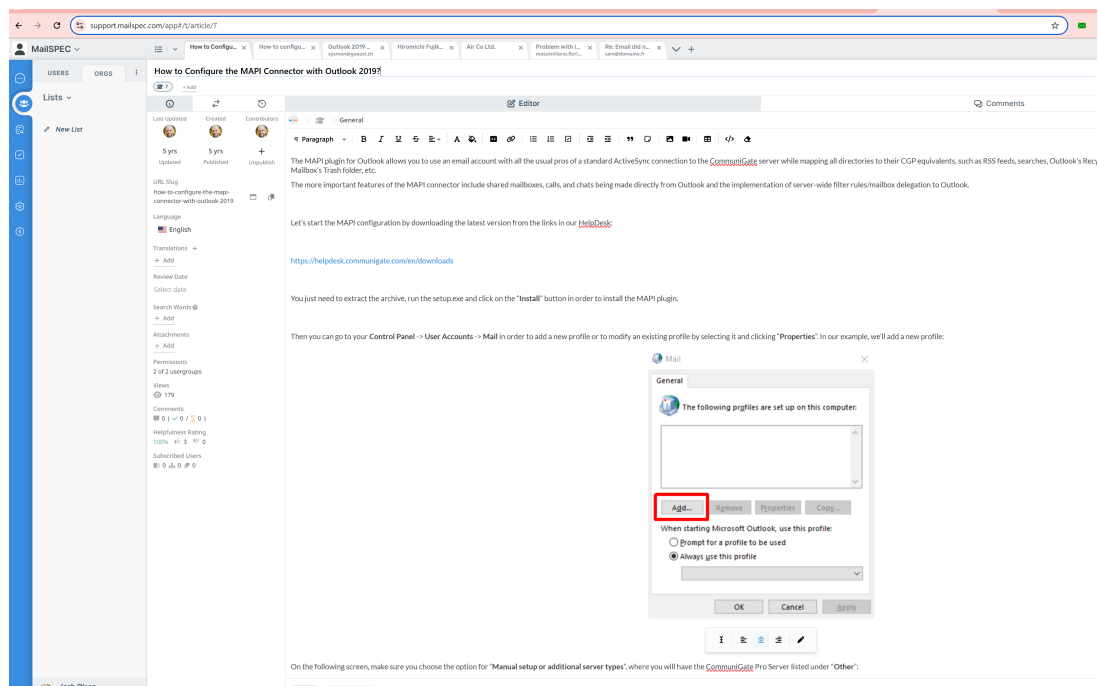 support.mailspec.com/app#/t/article/7
MailSPEC
How to Configu...
How to configu...
Outlook 2019 ...
sysmon@goeast.ch
Hiromichi Fujik...
Air Co Ltd.
Problem with i...
massimiliano.flori...
Re: Email did n...
sam@domaine.fr
USERS
ORGS
How to Configure the MAPI Connector with Outlook 2019?
7
+ Add
Lists
New List
Editor
Comments
Last Updated
Created
Contributors
5 yrs
5 yrs
+
Updated
Published
Unpublish
URL Slug
how-to-configure-the-mapi-
connector-with-outlook-2019
Language
English
Translations +
+ Add
Review Date
Select date
Search Words
+ Add
Attachments
+ Add
Permissions
2 of 2 usergroups
Views
179
Comments
0 ( 0 / 0 )
Helpfulness Rating
100% 3 0
Subscribed Users
0 0 0
General
Paragraph
The MAPI plugin for Outlook allows you to use an email account with all the usual pros of a standard ActiveSync connection to the CommuniGate server while mapping all directories to their CGP equivalents, such as RSS feeds, searches, Outlook's Recy
Mailbox's Trash folder, etc.
The more important features of the MAPI connector include shared mailboxes, calls, and chats being made directly from Outlook and the implementation of server-wide filter rules/mailbox delegation to Outlook.
Let's start the MAPI configuration by downloading the latest version from the links in our HelpDesk:
https://helpdesk.communigate.com/en/downloads
You just need to extract the archive, run the setup.exe and click on the "Install" button in order to install the MAPI plugin.
Then you can go to your Control Panel -> User Accounts -> Mail in order to add a new profile or to modify an existing profile by selecting it and clicking "Properties". In our example, we'll add a new profile:
Mail
General
The following profiles are set up on this computer:
Add...
Remove
Properties
Copy...
When starting Microsoft Outlook, use this profile:
Prompt for a profile to be used
Always use this profile
OK
Cancel
Apply
On the following screen, make sure you choose the option for "Manual setup or additional server types", where you will have the CommuniGate Pro Server listed under "Other":